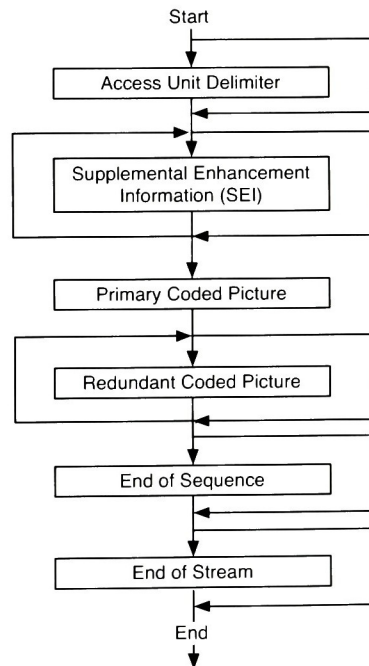 Start
Access Unit Delimiter
Supplemental Enhancement
Information (SEI)
Primary Coded Picture
Redundant Coded Picture
End of Sequence
End of Stream
End